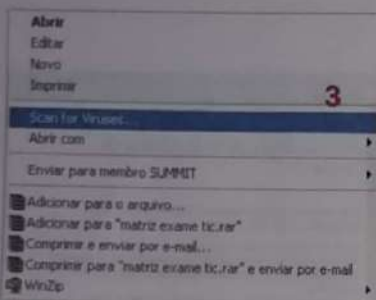 Abrir
Editar
Novo
Imprimir
3
Scan for Viruses...
Abrir com
Enviar para membro SUMMIT
Adicionar para o arquivo...
Adicionar para "matriz exame tic.rar"
Comprimir e enviar por e-mail...
Comprimir para "matriz exame tic.rar" e enviar por e-mail
WinZip